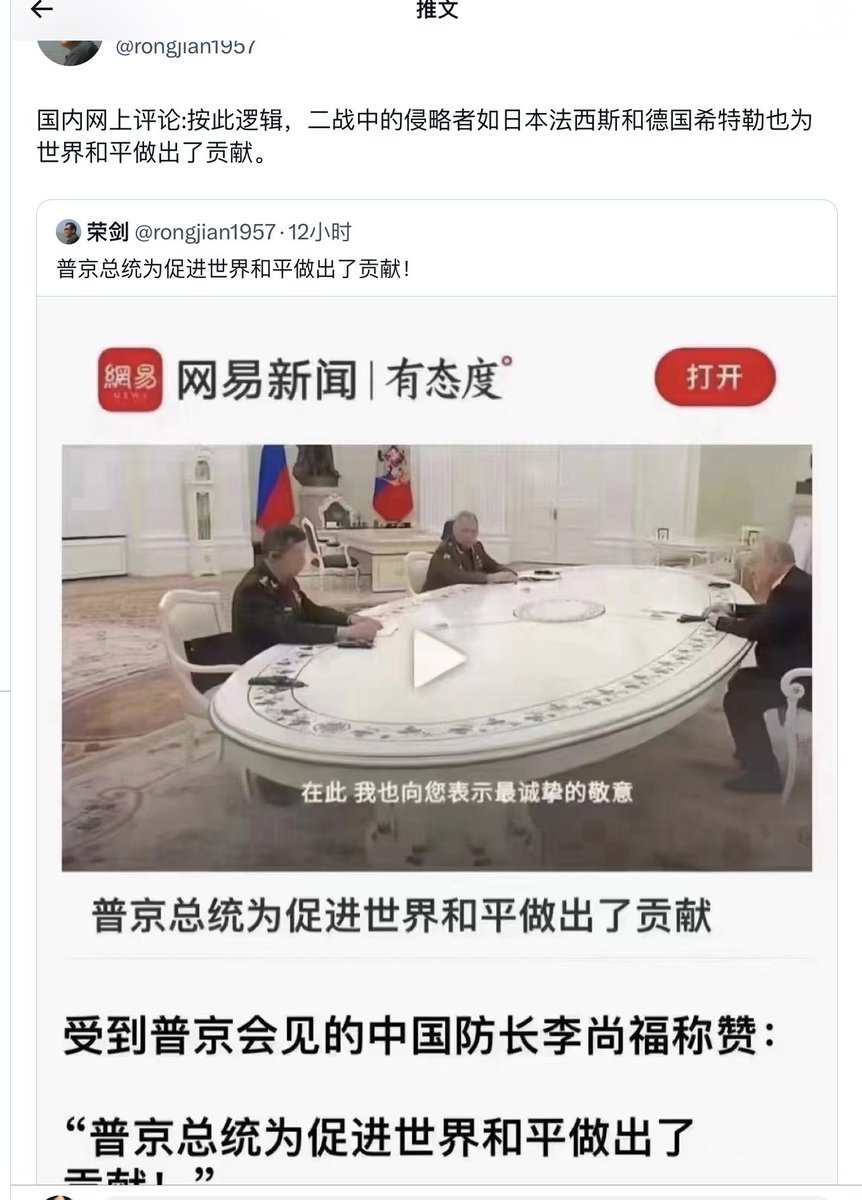 推文
@rongjian1957
国内网上评论:按此逻辑，二战中的侵略者如日本法西斯和德国希特勒也为
世界和平做出了贡献。
荣剑 @rongjian1957·12小时
普京总统为促进世界和平做出了贡献！
網易
NEWS
网易新闻|有态度°
打开
在此 我也向您表示最诚挚的敬意
普京总统为促进世界和平做出了贡献
受到普京会见的中国防长李尚福称赞：
“普京总统为促进世界和平做出了
贡献！”